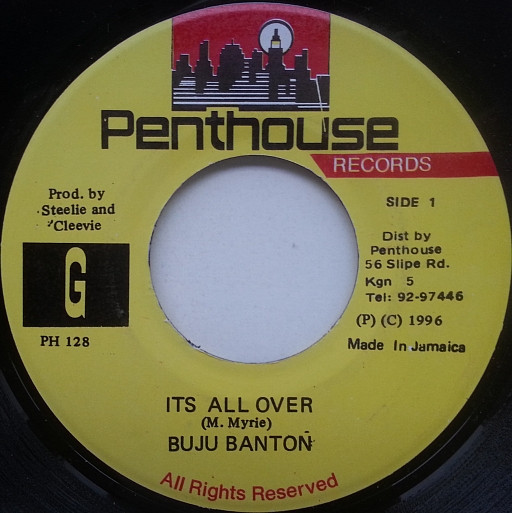 Penthouse
RECORDS
Prod. by
Steelie and
Cleevie
G
PH 128
SIDE 1
Dist by
Penthouse
56 Slipe Rd.
Kgn 5
Tel: 92-97446
(P) (C) 1996
Made In Jamaica
ITS ALL OVER
(M. Myrie)
BUJU BANTON
All Rights Reserved